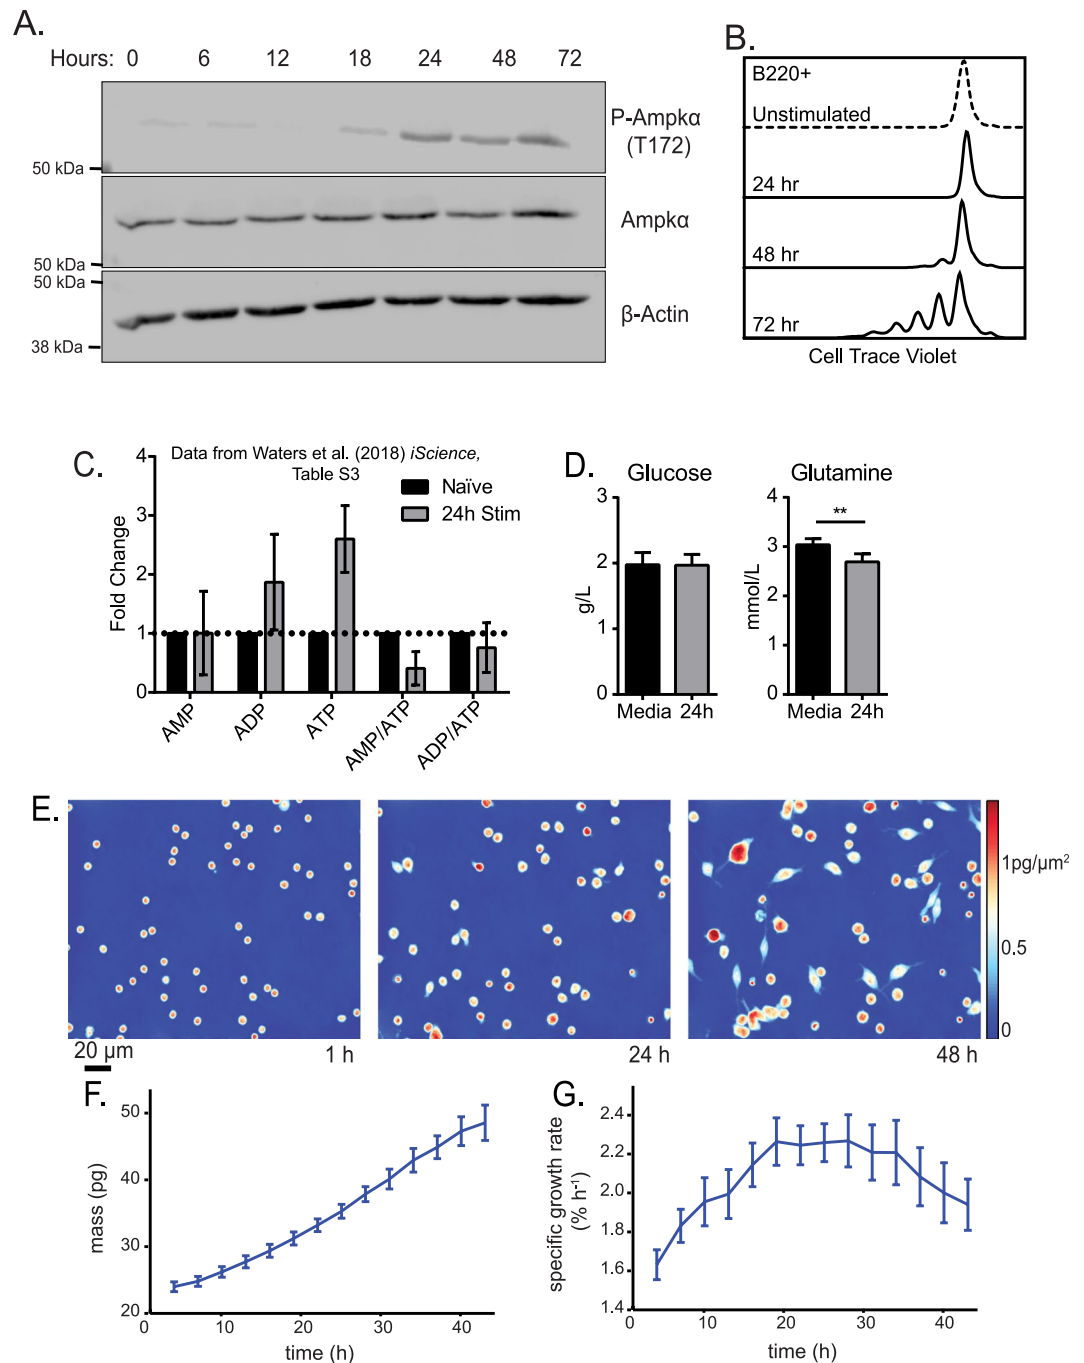 A.
Hours: 0 6 12 18 24 48 72
P-Ampkα
(T172)
50 kDa
Ampkα
50 kDa
50 kDa
β-Actin
38 kDa
B.
B220+
Unstimulated
24 hr
48 hr
72 hr
Cell Trace Violet
C.
Data from Waters et al. (2018) iScience,
Table S3
Naïve
24h Stim
Fold Change
4
3
2
1
0
AMP
ADP
ATP
AMP/ATP
ADP/ATP
D.
Glucose
g/L
3
2
1
0
Media 24h
Glutamine
**
mmol/L
4
3
2
1
0
Media 24h
E.
1pg/µm²
0.5
0
20 µm
1 h
24 h
48 h
F.
mass (pg)
50
40
30
20
0 10 20 30 40
time (h)
G.
specific growth rate
(% h⁻¹)
2.4
2.2
2.0
1.8
1.6
1.4
0 10 20 30 40
time (h)